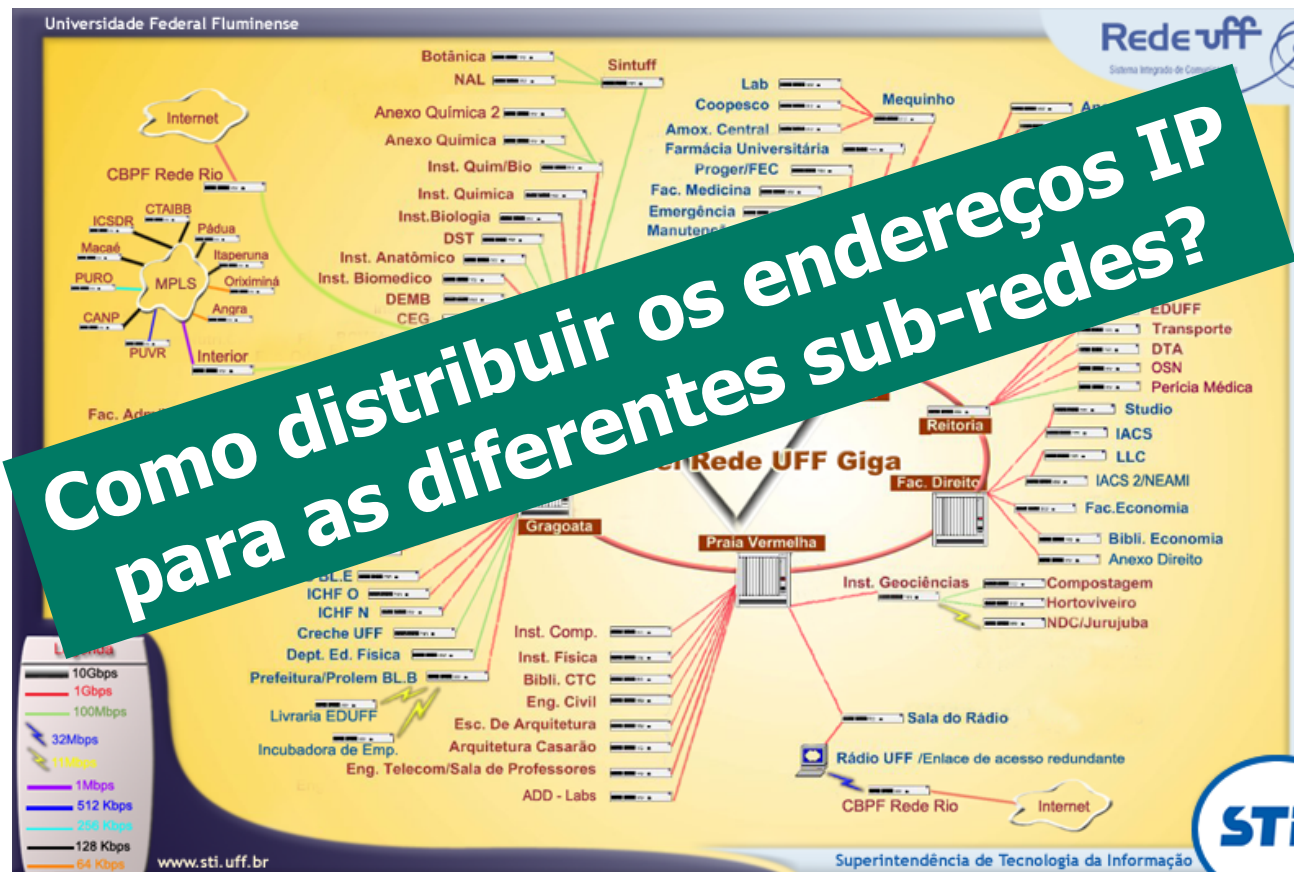 Universidade Federal Fluminense
Rede UFF
Sistema Integrado de
Botânica
NAL
Sintuff
Anexo Química 2
Anexo Quimica
Inst. Quim/Bio
Inst. Quimica
Inst.Biologia
DST
Inst. Anatômico
Inst. Biomedico
DEMB
CEG
Internet
CBPF Rede Rio
CTAIBB
ICSDR
Pádua
Macaé
Itaperuna
PURO
MPLS
Oriximiná
CANP
Angra
PUVR
Interior
Lab
Coopesco
Mequinho
Amox. Central
Farmácia Universitária
Proger/FEC
Fac. Medicina
Emergência
Como distribuir os endereços IP
para as diferentes sub-redes?
EDUFF
Transporte
DTA
OSN
Perícia Médica
Reitoria
Studio
IACS
LLC
IACS 2/NEAMI
Fac.Economia
Bibli. Economia
Anexo Direito
Rede UFF Giga
Fac. Direito
Gragoata
Praia Vermelha
BL.E
ICHF O
ICHF N
Creche UFF
Dept. Ed. Fisica
Prefeitura/Prolem BL.B
Livraria EDUFF
Incubadora de Emp.
Inst. Comp.
Inst. Fisica
Bibli. CTC
Eng. Civil
Esc. De Arquitetura
Arquitetura Casarão
Eng. Telecom/Sala de Professores
ADD - Labs
Inst. Geociências
Compostagem
Hortoviveiro
NDC/Jurujuba
Sala do Rádio
Rádio UFF /Enlace de acesso redundante
CBPF Rede Rio
Internet
10Gbps
1Gbps
100Mbps
32Mbps
11Mbps
1Mbps
512 Kbps
256 Kbps
128 Kbps
64 Kbps
www.sti.uff.br
Superintendência de Tecnologia da Informação
STi